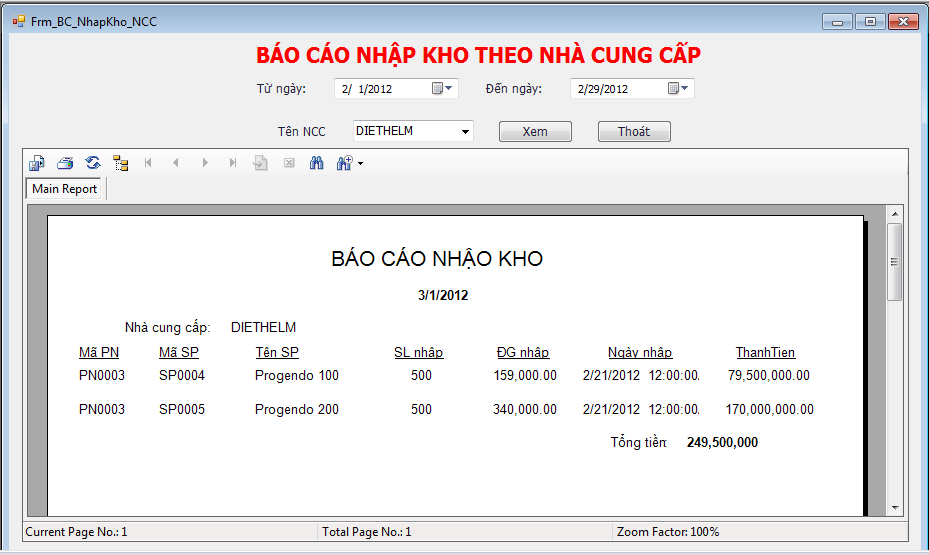 Frm_BC_NhapKho_NCC
BÁO CÁO NHẬP KHO THEO NHÀ CUNG CẤP
Từ ngày: 2/ 1/2012 Đến ngày: 2/29/2012
Tên NCC DIETHELM Xem Thoát
Main Report
BÁO CÁO NHẬO KHO
3/1/2012
Nhà cung cấp: DIETHELM
Mã PN Mã SP Tên SP SL nhập ĐG nhập Ngày nhập ThanhTien
PN0003 SP0004 Progendo 100 500 159,000.00 2/21/2012 12:00:00. 79,500,000.00
PN0003 SP0005 Progendo 200 500 340,000.00 2/21/2012 12:00:00. 170,000,000.00
Tổng tiền: 249,500,000
Current Page No.: 1 Total Page No.: 1 Zoom Factor: 100%